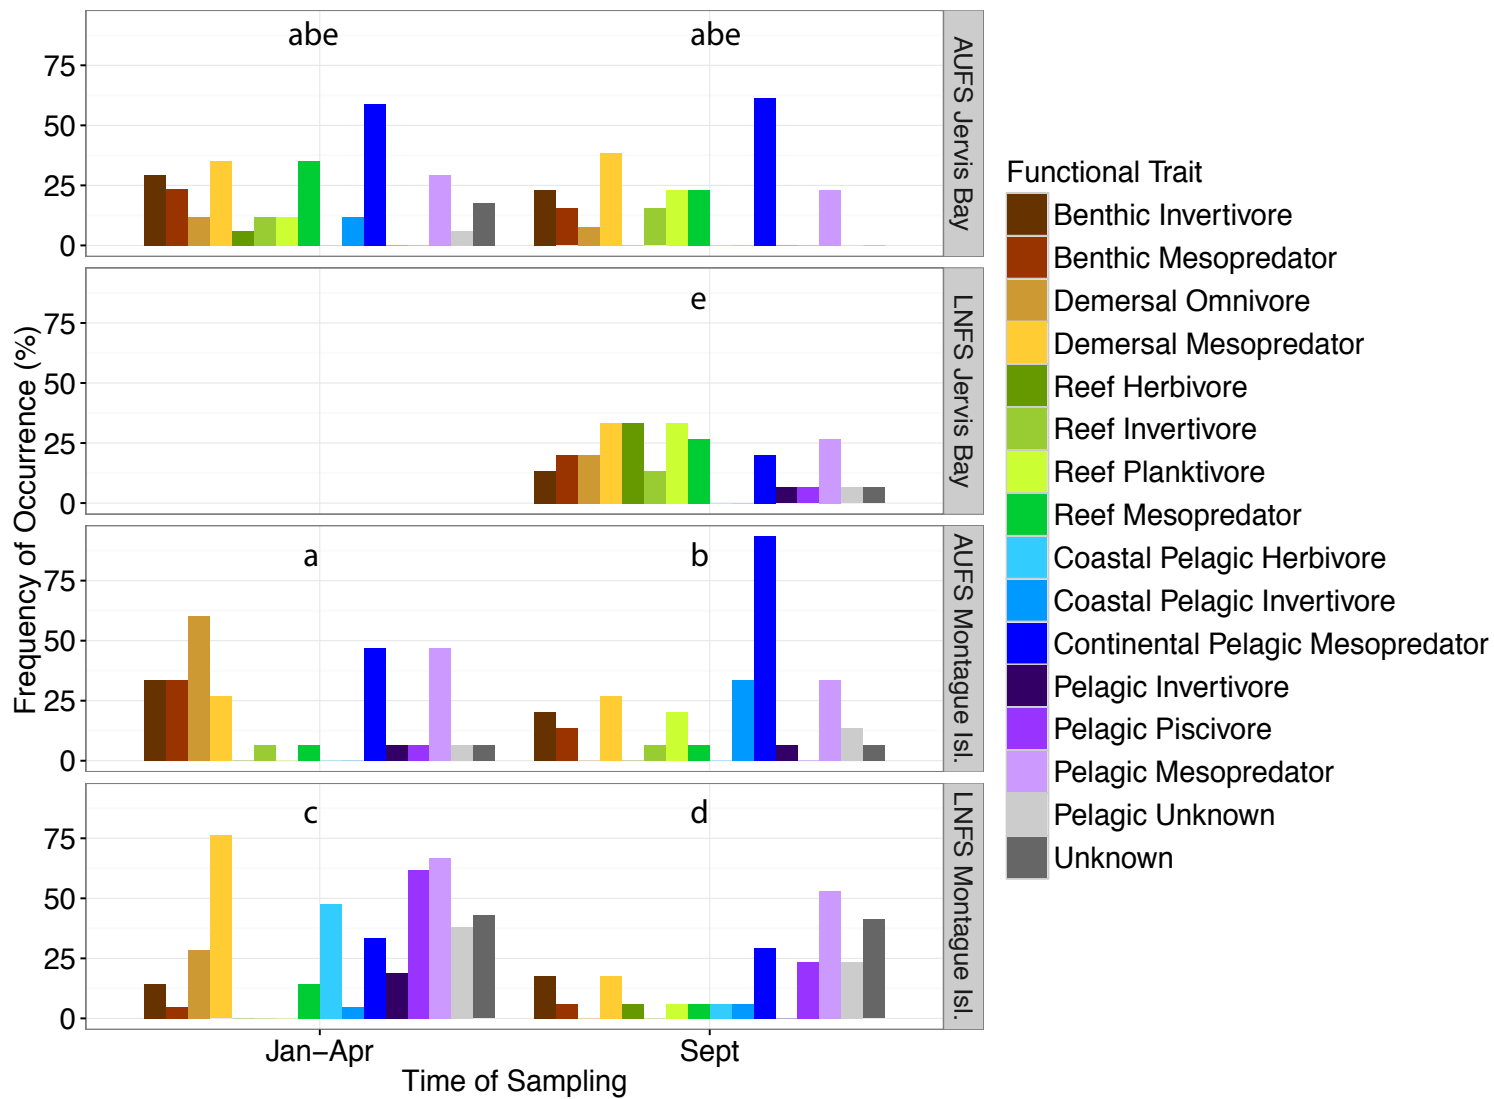 abe
abe
75
50
25
0
AUFS Jervis Bay
e
75
50
25
0
LNFS Jervis Bay
a
b
75
50
25
0
AUFS Montague Isl.
c
d
75
50
25
0
LNFS Montague Isl.
Jan–Apr
Sept
Time of Sampling
Frequency of Occurrence (%)
Functional Trait
Benthic Invertivore
Benthic Mesopredator
Demersal Omnivore
Demersal Mesopredator
Reef Herbivore
Reef Invertivore
Reef Planktivore
Reef Mesopredator
Coastal Pelagic Herbivore
Coastal Pelagic Invertivore
Continental Pelagic Mesopredator
Pelagic Invertivore
Pelagic Piscivore
Pelagic Mesopredator
Pelagic Unknown
Unknown